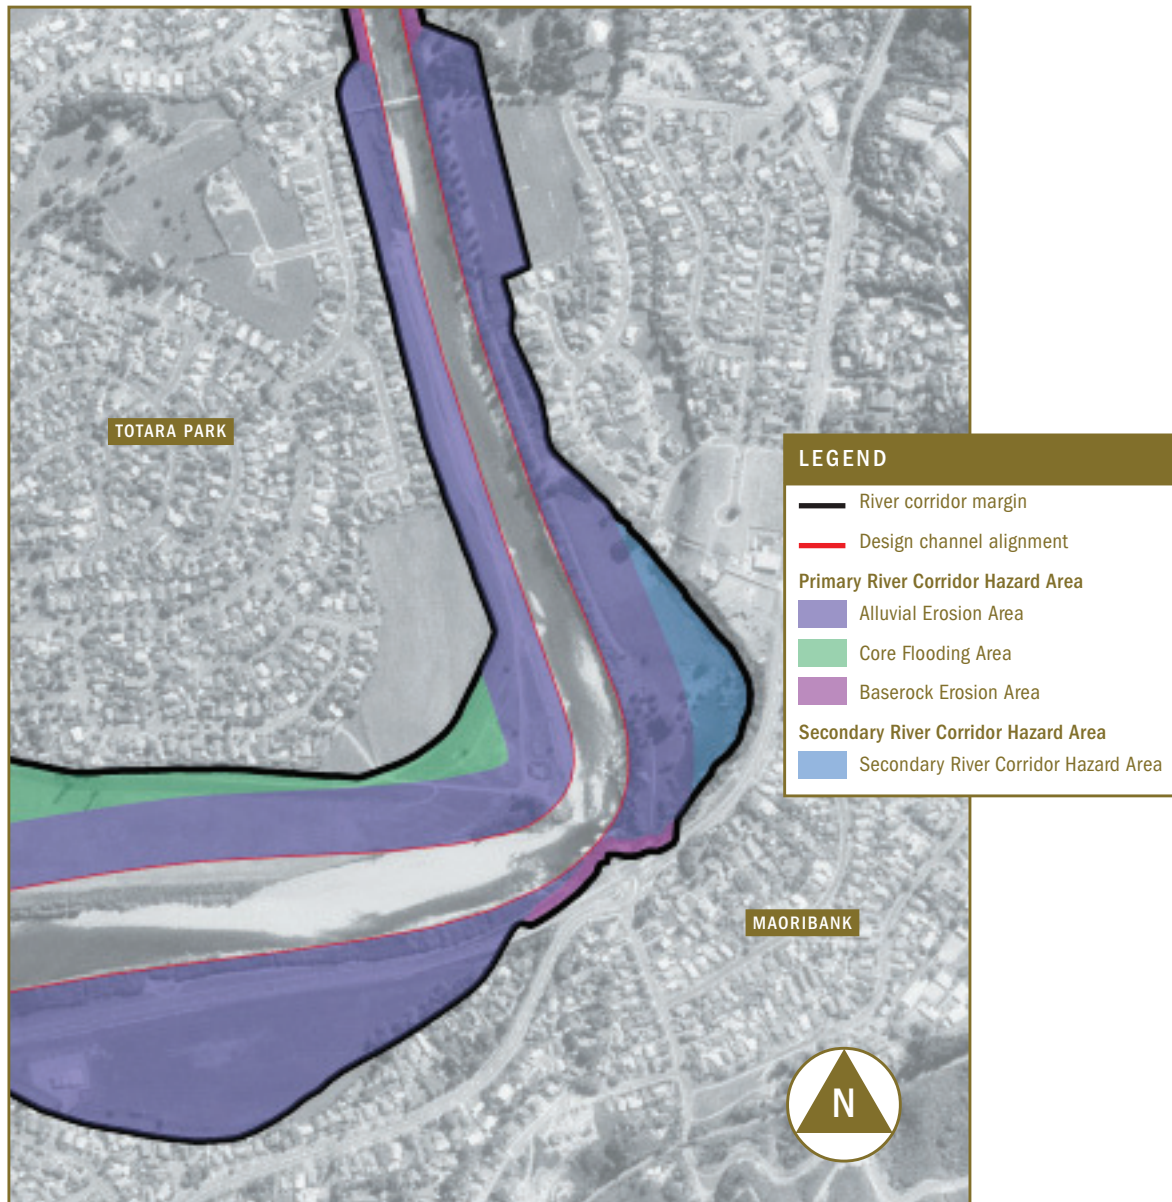 TOTARA PARK
LEGEND
River corridor margin
Design channel alignment
Primary River Corridor Hazard Area
Alluvial Erosion Area
Core Flooding Area
Baserock Erosion Area
Secondary River Corridor Hazard Area
Secondary River Corridor Hazard Area
MAORIBANK
N